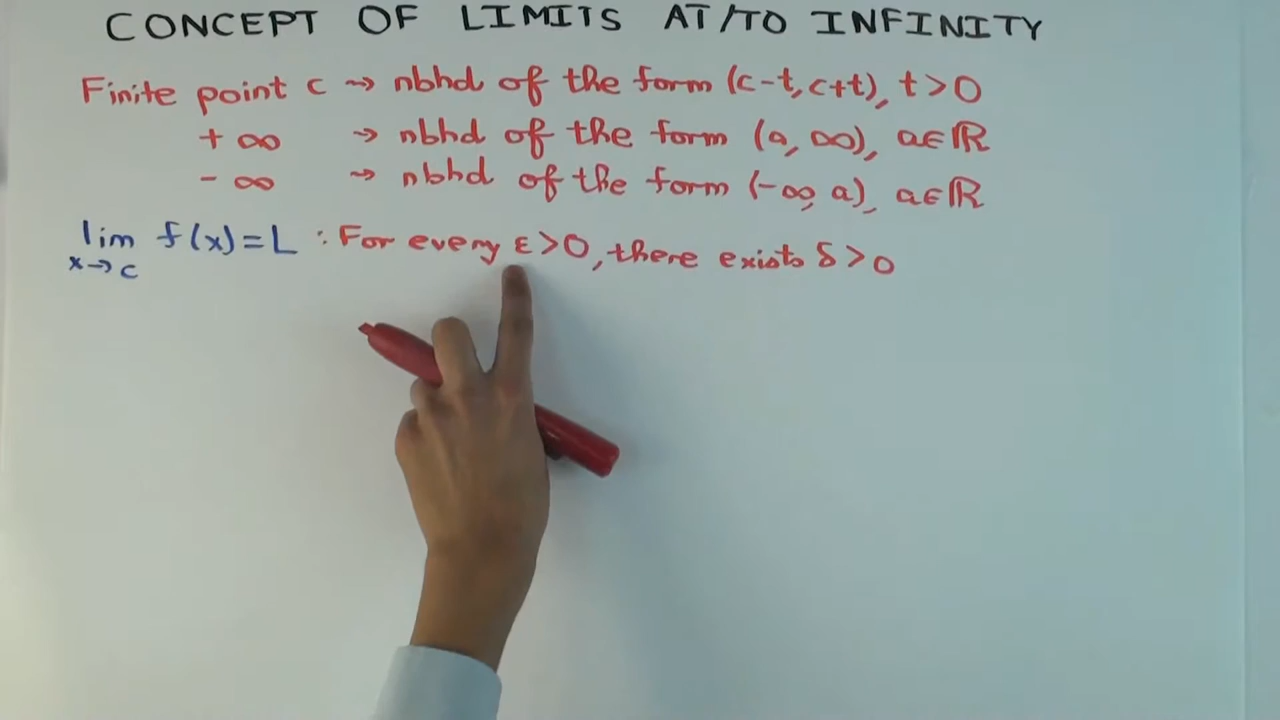 CONCEPT OF LIMITS AT/TO INFINITY
Finite point c → nbhd of the form (c-t, c+t), t>0
+ ∞ → nbhd of the form (a, ∞), a∈ℝ
- ∞ → nbhd of the form (-∞, a), a∈ℝ
lim f(x)=L : For every ε>0, there exists δ>0
x→c